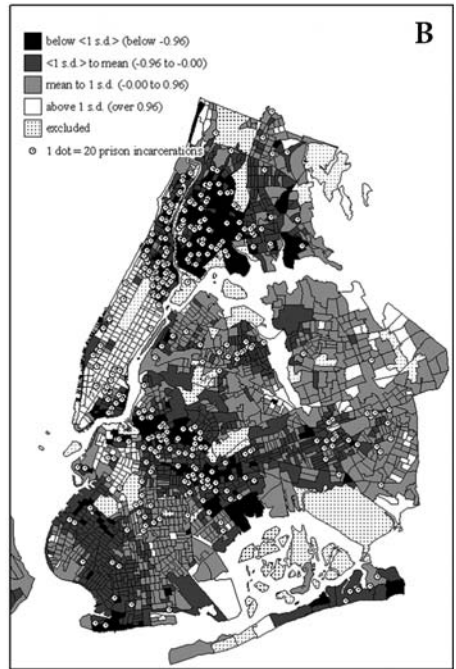 B
below <1 s.d.> (below -0.96)
<1 s.d.> to mean (-0.96 to -0.00)
mean to 1 s.d. (-0.00 to 0.96)
above 1 s.d. (over 0.96)
excluded
1 dot = 20 prison incarcerations